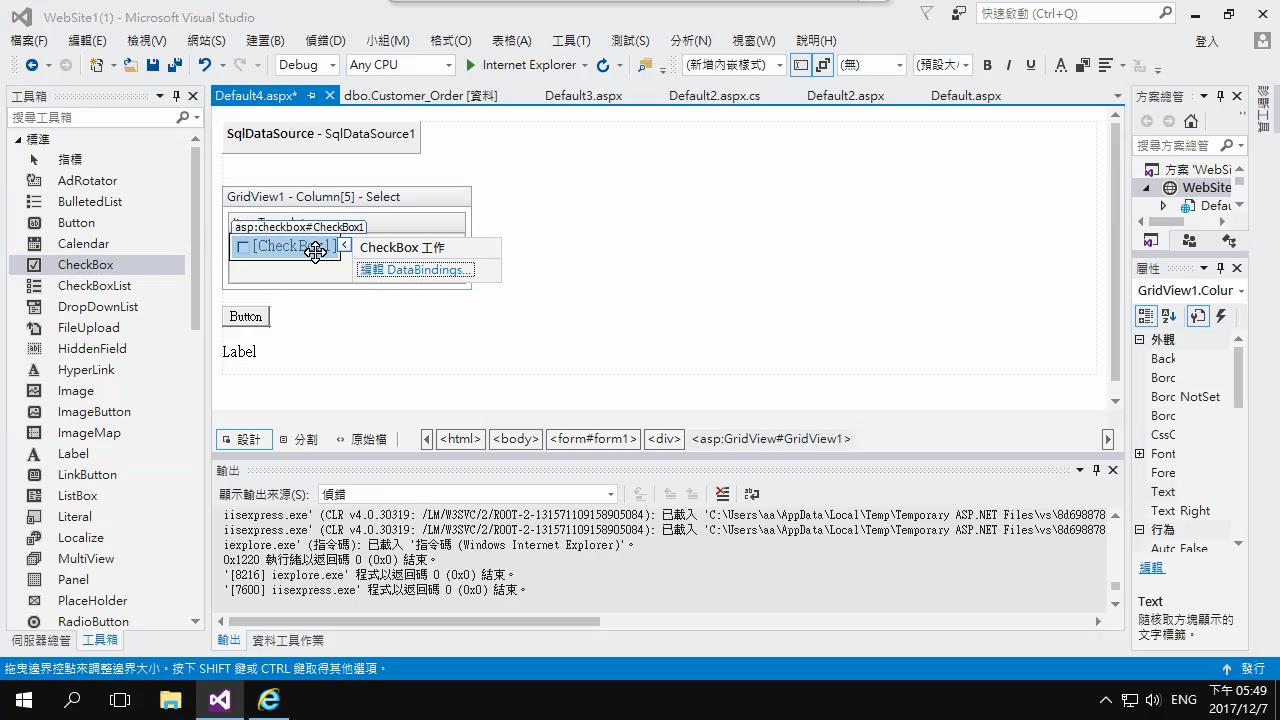 WebSite1(1) - Microsoft Visual Studio
快速啟動 (Ctrl+Q)
檔案(F) 編輯(E) 檢視(V) 網站(S) 建置(B) 偵錯(D) 小組(M) 格式(O) 表格(A) 工具(T) 測試(S) 分析(N) 視窗(W) 說明(H)
登入
Debug Any CPU Internet Explorer (新增內嵌樣式) (無) (預設大 B I U A
工具箱
Default4.aspx* dbo.Customer_Order [資料] Default3.aspx Default2.aspx.cs Default2.aspx Default.aspx
方案總管
搜尋工具箱
標準
指標
AdRotator
BulletedList
Button
Calendar
CheckBox
CheckBoxList
DropDownList
FileUpload
HiddenField
HyperLink
Image
ImageButton
ImageMap
Label
LinkButton
ListBox
Literal
Localize
MultiView
Panel
PlaceHolder
RadioButton
伺服器總管 工具箱
SqlDataSource - SqlDataSource1
GridView1 - Column[5] - Select
asp:checkbox#CheckBox1
CheckBox 工作
編輯 DataBindings...
Button
Label
設計 分割 原始檔 <html> <body> <form#form1> <div> <asp:GridView#GridView1>
輸出
顯示輸出來源(S): 偵錯
iisexpress.exe' (CLR v4.0.30319: /LM/W3SVC/2/ROOT-2-131571109158905084): 已載入 'C:\Users\aa\AppData\Local\Temp\Temporary ASP.NET Files\vs\8d698878
iisexpress.exe' (CLR v4.0.30319: /LM/W3SVC/2/ROOT-2-131571109158905084): 已載入 'C:\Users\aa\AppData\Local\Temp\Temporary ASP.NET Files\vs\8d698878
iexplore.exe' (指令碼): 已載入 '指令碼 (Windows Internet Explorer)'。
0x1220 執行緒以返回碼 0 (0x0) 結束。
'[8216] iexplore.exe' 程式以返回碼 0 (0x0) 結束。
'[7600] iisexpress.exe' 程式以返回碼 0 (0x0) 結束。
輸出 資料工具作業
搜尋方案總管
方案 "WebSi
WebSite
Defau
屬性
GridView1.Colur
外觀
Back
Borc
Borc NotSet
Borc
CssC
Font
Fore
Text
Text Right
行為
Autc False
編輯
Text
隨核取方塊顯示的
文字標籤。
拖曳邊界控點來調整邊界大小。按下 SHIFT 鍵或 CTRL 鍵取得其他選項。
發行
ENG
下午 05:49
2017/12/7